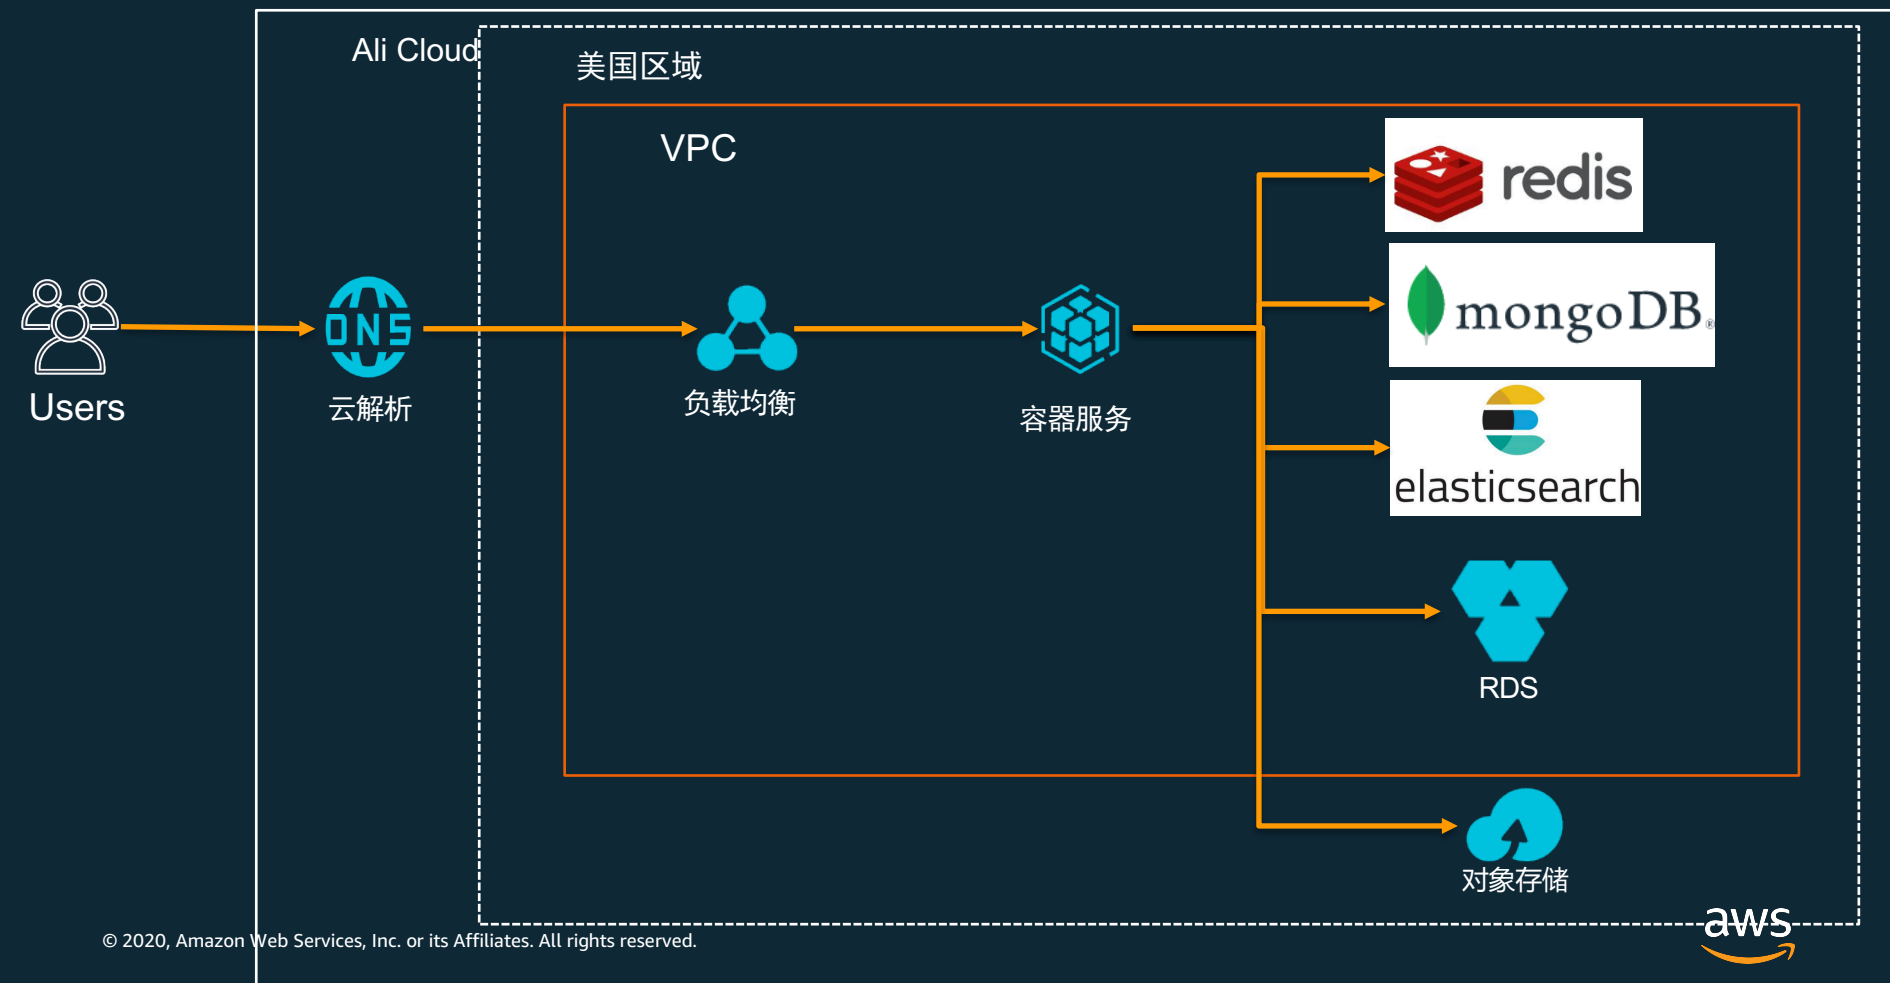 Ali Cloud
美国区域
VPC
redis
mongoDB®
elasticsearch
DNS
Users
云解析
负载均衡
容器服务
RDS
对象存储
© 2020, Amazon Web Services, Inc. or its Affiliates. All rights reserved.
aws